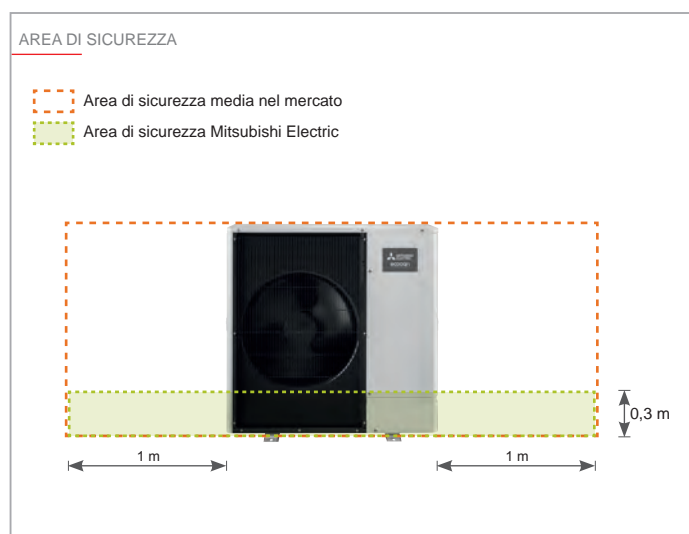 AREA DI SICUREZZA
Area di sicurezza media nel mercato
Area di sicurezza Mitsubishi Electric
0,3 m
1 m
1 m